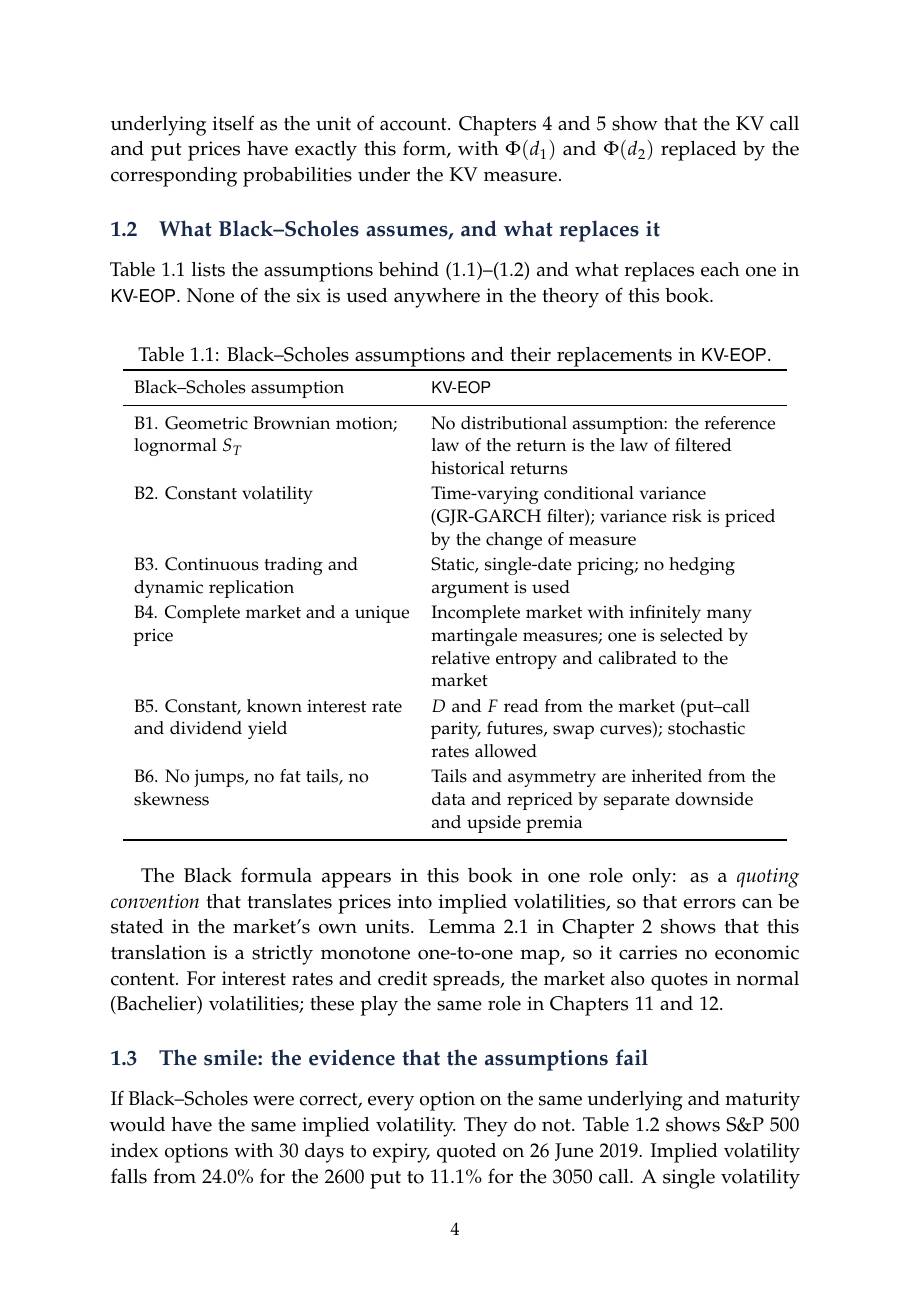 underlying itself as the unit of account. Chapters 4 and 5 show that the KV call
and put prices have exactly this form, with Φ(d₁) and Φ(d₂) replaced by the
corresponding probabilities under the KV measure.
1.2 What Black–Scholes assumes, and what replaces it
Table 1.1 lists the assumptions behind (1.1)–(1.2) and what replaces each one in
KV-EOP. None of the six is used anywhere in the theory of this book.
Table 1.1: Black–Scholes assumptions and their replacements in KV-EOP.
Black–Scholes assumption KV-EOP
B1. Geometric Brownian motion; No distributional assumption: the reference
lognormal S_T law of the return is the law of filtered
historical returns
B2. Constant volatility Time-varying conditional variance
(GJR-GARCH filter); variance risk is priced
by the change of measure
B3. Continuous trading and Static, single-date pricing; no hedging
dynamic replication argument is used
B4. Complete market and a unique Incomplete market with infinitely many
price martingale measures; one is selected by
relative entropy and calibrated to the
market
B5. Constant, known interest rate D and F read from the market (put–call
and dividend yield parity, futures, swap curves); stochastic
rates allowed
B6. No jumps, no fat tails, no Tails and asymmetry are inherited from the
skewness data and repriced by separate downside
and upside premia
The Black formula appears in this book in one role only: as a quoting
convention that translates prices into implied volatilities, so that errors can be
stated in the market's own units. Lemma 2.1 in Chapter 2 shows that this
translation is a strictly monotone one-to-one map, so it carries no economic
content. For interest rates and credit spreads, the market also quotes in normal
(Bachelier) volatilities; these play the same role in Chapters 11 and 12.
1.3 The smile: the evidence that the assumptions fail
If Black–Scholes were correct, every option on the same underlying and maturity
would have the same implied volatility. They do not. Table 1.2 shows S&P 500
index options with 30 days to expiry, quoted on 26 June 2019. Implied volatility
falls from 24.0% for the 2600 put to 11.1% for the 3050 call. A single volatility
4